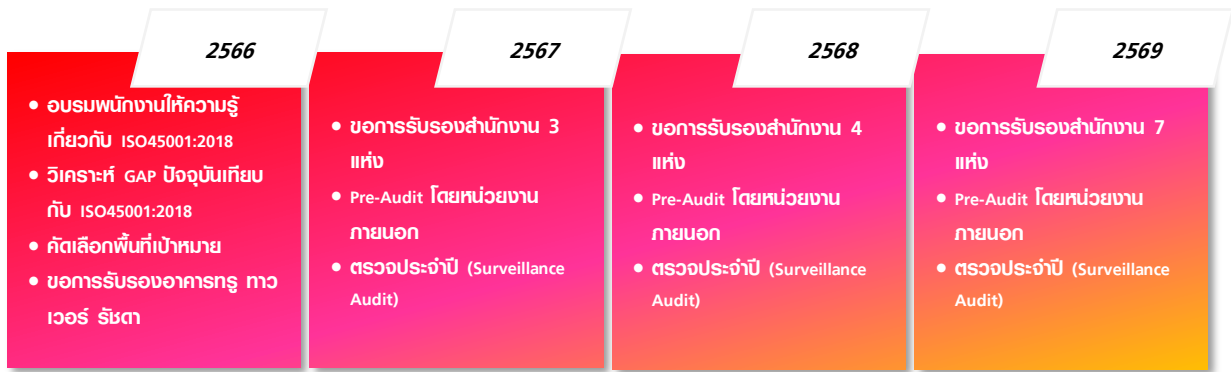 2566
• อบรมพนักงานให้ความรู้
เกี่ยวกับ ISO45001:2018
• วิเคราะห์ GAP ปัจจุบันเทียบ
กับ ISO45001:2018
• คัดเลือกพื้นที่เป้าหมาย
• ขอการรับรองอาคารทรู ทาว
เวอร์ รัชดา
2567
• ขอการรับรองสำนักงาน 3
แห่ง
• Pre-Audit โดยหน่วยงาน
ภายนอก
• ตรวจประจำปี (Surveillance
Audit)
2568
• ขอการรับรองสำนักงาน 4
แห่ง
• Pre-Audit โดยหน่วยงาน
ภายนอก
• ตรวจประจำปี (Surveillance
Audit)
2569
• ขอการรับรองสำนักงาน 7
แห่ง
• Pre-Audit โดยหน่วยงาน
ภายนอก
• ตรวจประจำปี (Surveillance
Audit)